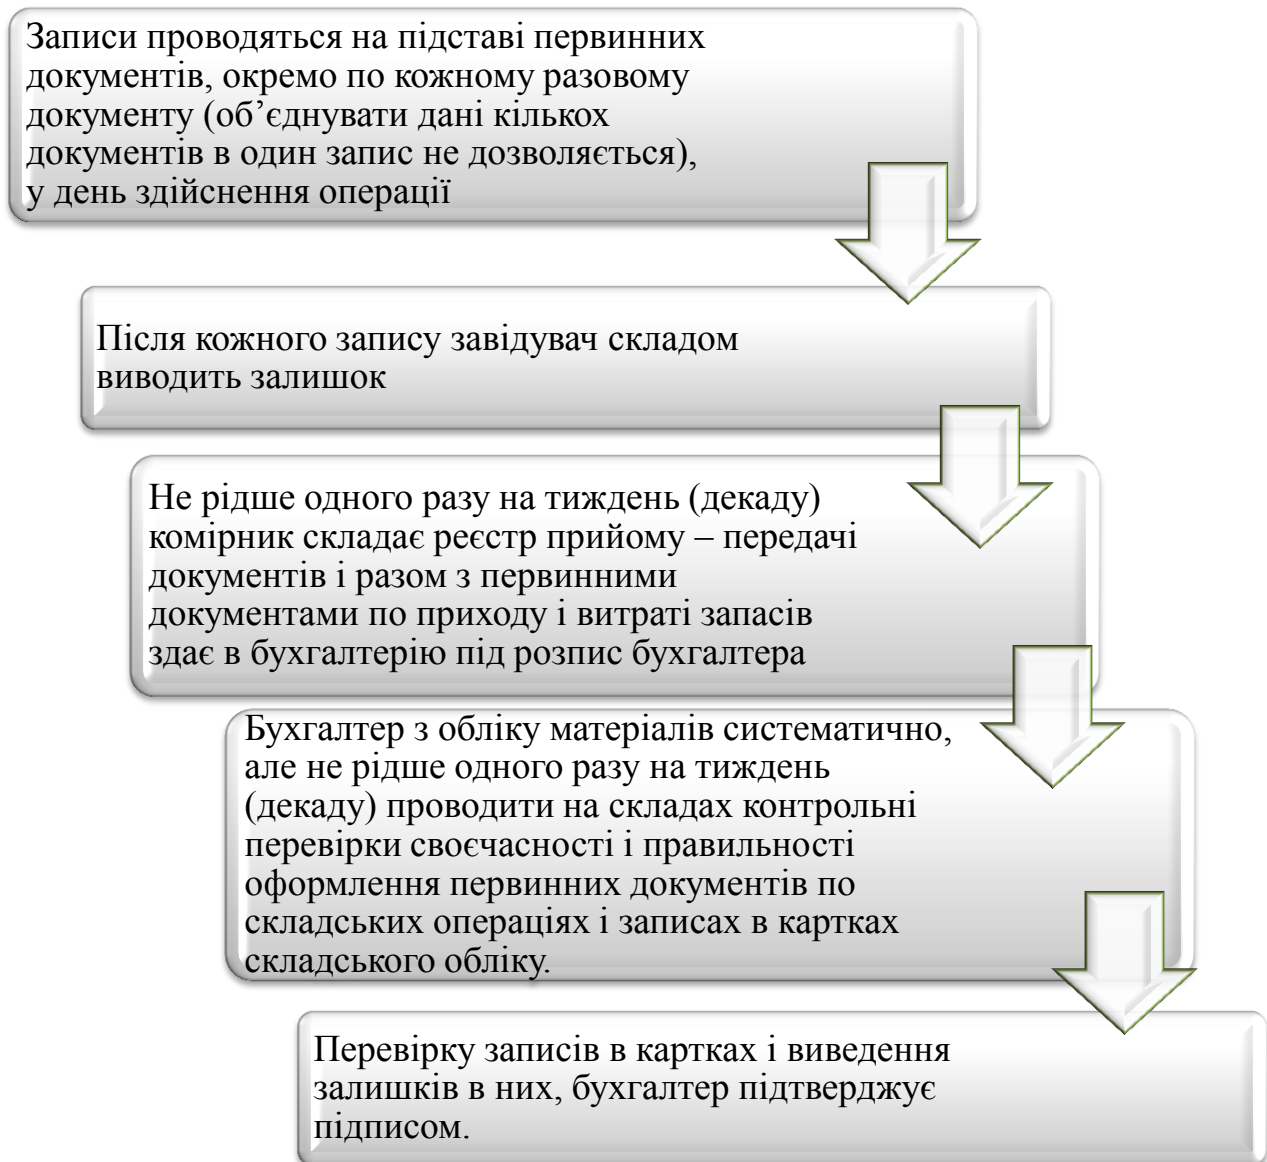 Записи проводяться на підставі первинних
документів, окремо по кожному разовому
документу (об’єднувати дані кількох
документів в один запис не дозволяється),
у день здійснення операції
Після кожного запису завідувач складом
виводить залишок
Не рідше одного разу на тиждень (декаду)
комірник складає реєстр прийому – передачі
документів і разом з первинними
документами по приходу і витраті запасів
здає в бухгалтерію під розпис бухгалтера
Бухгалтер з обліку матеріалів систематично,
але не рідше одного разу на тиждень
(декаду) проводити на складах контрольні
перевірки своєчасності і правильності
оформлення первинних документів по
складських операціях і записах в картках
складського обліку.
Перевірку записів в картках і виведення
залишків в них, бухгалтер підтверджує
підписом.